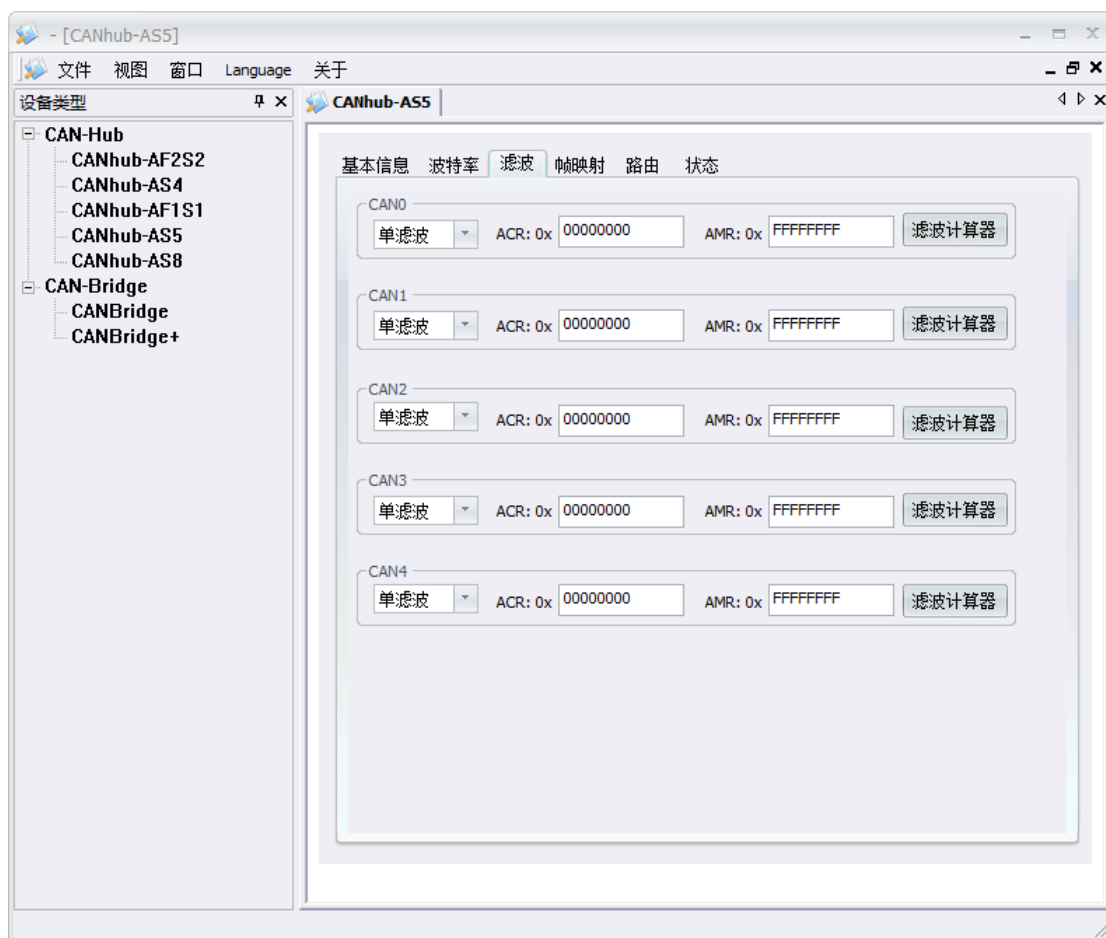 - [CANhub-AS5]
文件 视图 窗口 Language 关于
设备类型
CAN-Hub
CANhub-AF2S2
CANhub-AS4
CANhub-AF1S1
CANhub-AS5
CANhub-AS8
CAN-Bridge
CANBridge
CANBridge+
CANhub-AS5
基本信息 波特率 滤波 帧映射 路由 状态
CAN0
单滤波 ACR: 0x 00000000 AMR: 0x FFFFFFFF 滤波计算器
CAN1
单滤波 ACR: 0x 00000000 AMR: 0x FFFFFFFF 滤波计算器
CAN2
单滤波 ACR: 0x 00000000 AMR: 0x FFFFFFFF 滤波计算器
CAN3
单滤波 ACR: 0x 00000000 AMR: 0x FFFFFFFF 滤波计算器
CAN4
单滤波 ACR: 0x 00000000 AMR: 0x FFFFFFFF 滤波计算器